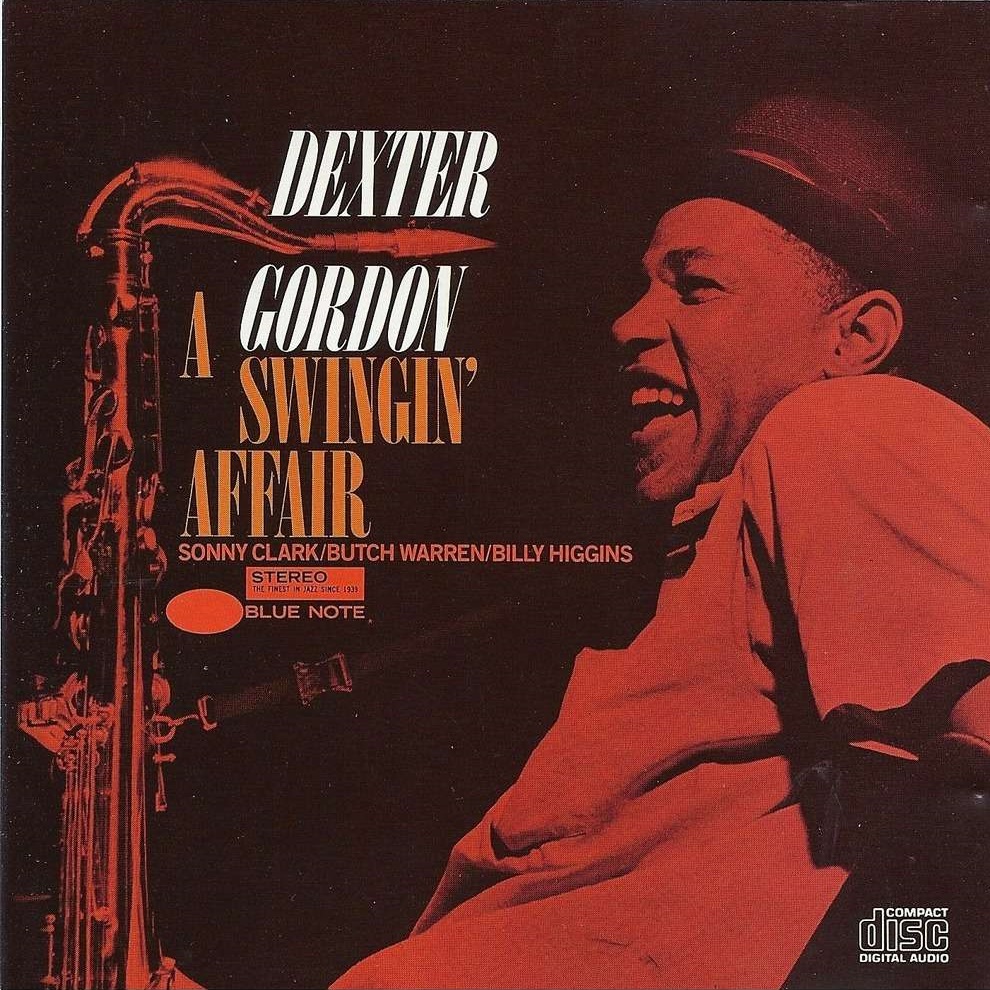 DEXTER
GORDON
A SWINGIN'
AFFAIR
SONNY CLARK/BUTCH WARREN/BILLY HIGGINS
STEREO
THE FINEST IN JAZZ SINCE 1939
BLUE NOTE
COMPACT
disc
DIGITAL AUDIO